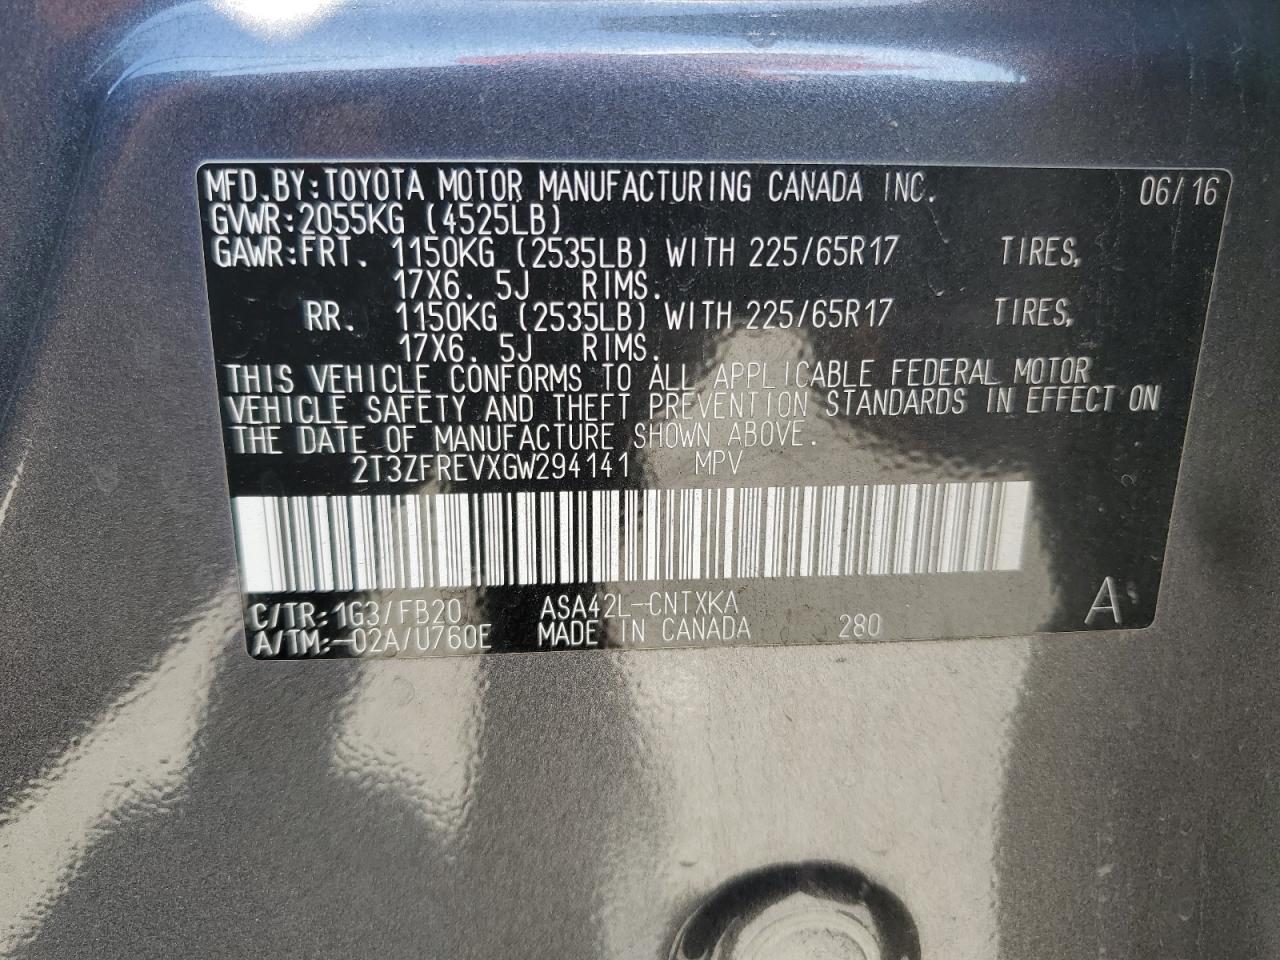 MFD.BY:TOYOTA MOTOR MANUFACTURING CANADA INC. 06/16
GVWR:2055KG (4525LB)
GAWR:FRT. 1150KG (2535LB) WITH 225/65R17 TIRES,
17X6. 5J RIMS.
RR. 1150KG (2535LB) WITH 225/65R17 TIRES,
17X6. 5J RIMS.
THIS VEHICLE CONFORMS TO ALL APPLICABLE FEDERAL MOTOR
VEHICLE SAFETY AND THEFT PREVENTION STANDARDS IN EFFECT ON
THE DATE OF MANUFACTURE SHOWN ABOVE.
2T3ZFREVXGW294141 MPV
C/TR:1G3/FB20 ASA42L-CNTXKA
A/TM:-02A/U760E MADE IN CANADA 280 A